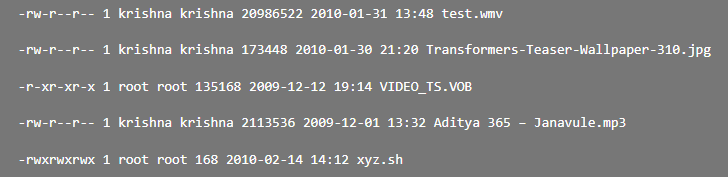 -rw-r--r-- 1 krishna krishna 20986522 2010-01-31 13:48 test.wmv
-rw-r--r-- 1 krishna krishna 173448 2010-01-30 21:20 Transformers-Teaser-Wallpaper-310.jpg
-r-xr-xr-x 1 root root 135168 2009-12-12 19:14 VIDEO_TS.VOB
-rw-r--r-- 1 krishna krishna 2113536 2009-12-01 13:32 Aditya 365 – Janavule.mp3
-rwxrwxrwx 1 root root 168 2010-02-14 14:12 xyz.sh